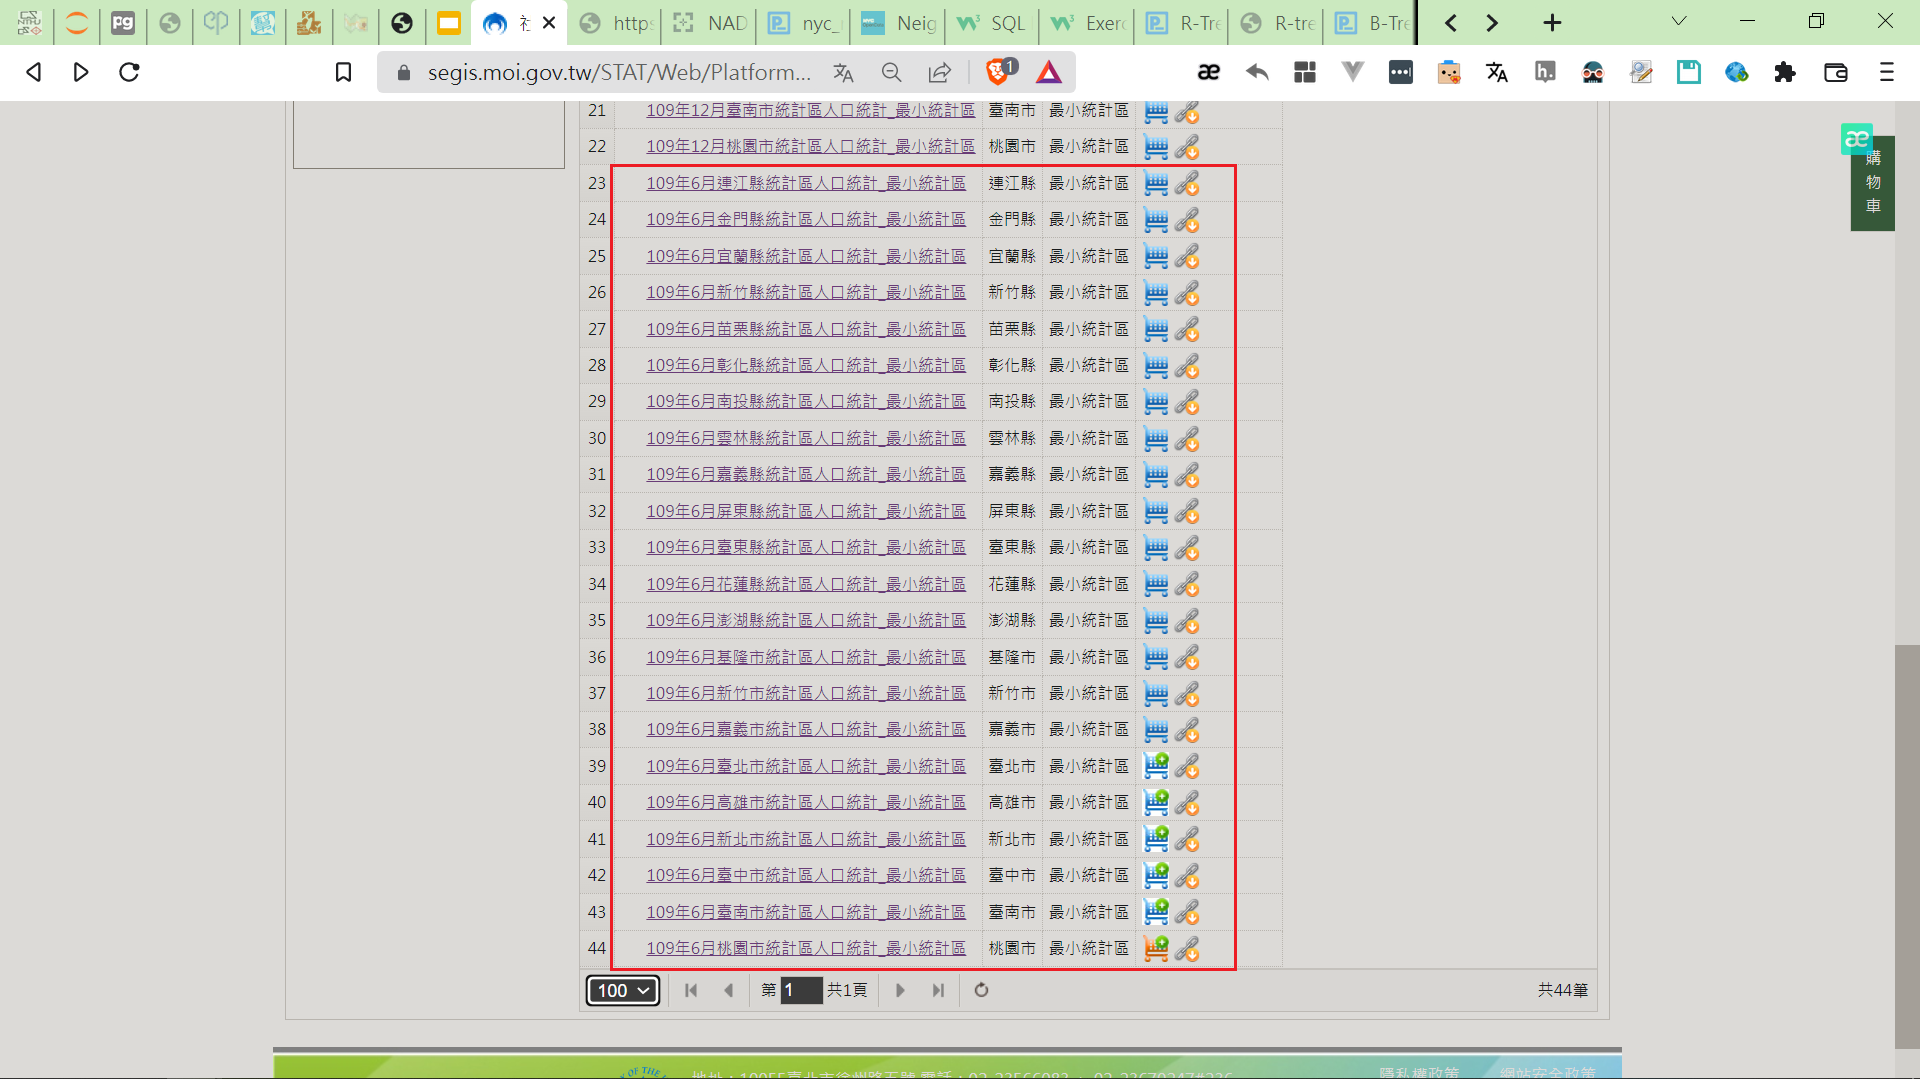 社
https
NAD
nyc_
Neig
SQL
Exerc
R-Tre
R-tre
B-Tre
segis.moi.gov.tw/STAT/Web/Platform...
21 109年12月臺南市統計區人口統計_最小統計區 臺南市 最小統計區
22 109年12月桃園市統計區人口統計_最小統計區 桃園市 最小統計區
23 109年6月連江縣統計區人口統計_最小統計區 連江縣 最小統計區
24 109年6月金門縣統計區人口統計_最小統計區 金門縣 最小統計區
25 109年6月宜蘭縣統計區人口統計_最小統計區 宜蘭縣 最小統計區
26 109年6月新竹縣統計區人口統計_最小統計區 新竹縣 最小統計區
27 109年6月苗栗縣統計區人口統計_最小統計區 苗栗縣 最小統計區
28 109年6月彰化縣統計區人口統計_最小統計區 彰化縣 最小統計區
29 109年6月南投縣統計區人口統計_最小統計區 南投縣 最小統計區
30 109年6月雲林縣統計區人口統計_最小統計區 雲林縣 最小統計區
31 109年6月嘉義縣統計區人口統計_最小統計區 嘉義縣 最小統計區
32 109年6月屏東縣統計區人口統計_最小統計區 屏東縣 最小統計區
33 109年6月臺東縣統計區人口統計_最小統計區 臺東縣 最小統計區
34 109年6月花蓮縣統計區人口統計_最小統計區 花蓮縣 最小統計區
35 109年6月澎湖縣統計區人口統計_最小統計區 澎湖縣 最小統計區
36 109年6月基隆市統計區人口統計_最小統計區 基隆市 最小統計區
37 109年6月新竹市統計區人口統計_最小統計區 新竹市 最小統計區
38 109年6月嘉義市統計區人口統計_最小統計區 嘉義市 最小統計區
39 109年6月臺北市統計區人口統計_最小統計區 臺北市 最小統計區
40 109年6月高雄市統計區人口統計_最小統計區 高雄市 最小統計區
41 109年6月新北市統計區人口統計_最小統計區 新北市 最小統計區
42 109年6月臺中市統計區人口統計_最小統計區 臺中市 最小統計區
43 109年6月臺南市統計區人口統計_最小統計區 臺南市 最小統計區
44 109年6月桃園市統計區人口統計_最小統計區 桃園市 最小統計區
100 第 1 共1頁 共44筆
購物車
隱私權政策 網站安全政策